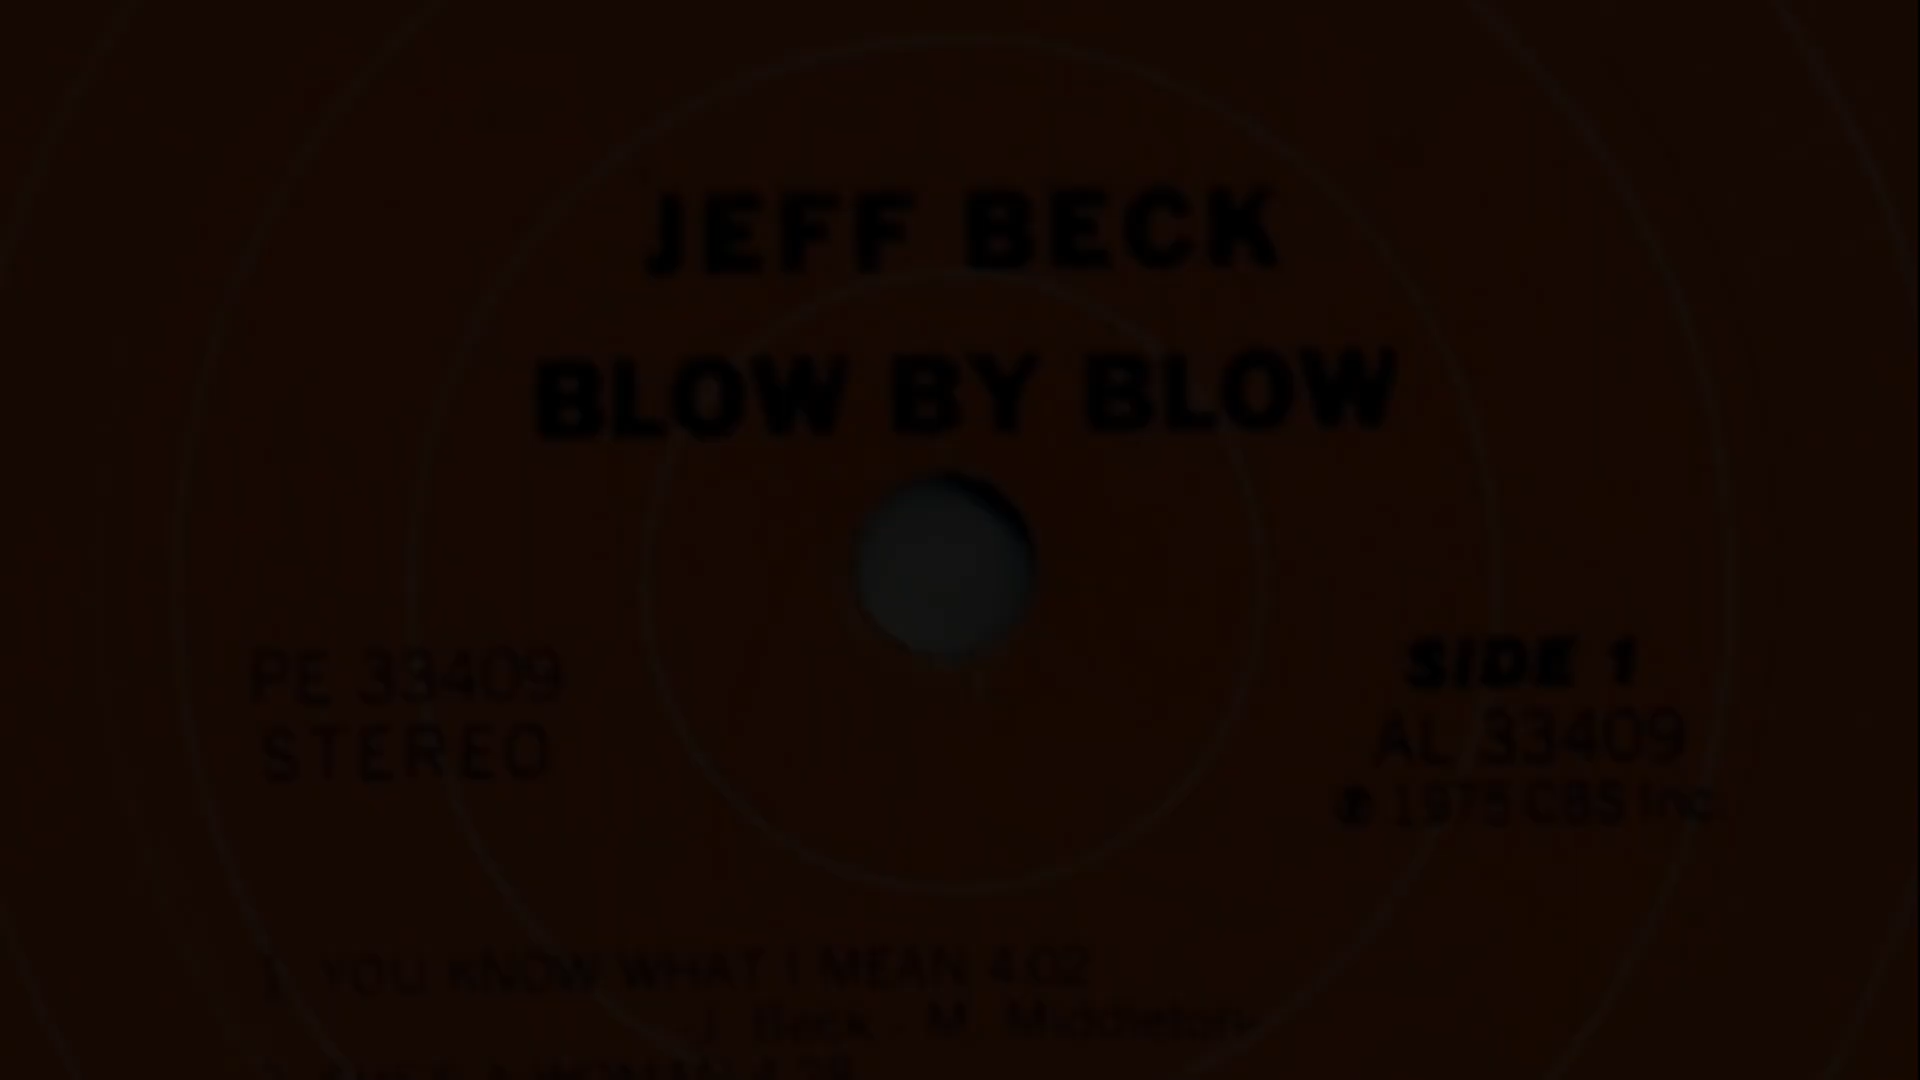 JEFF BECK
BLOW BY BLOW
PE 33409
STEREO
SIDE 1
AL 33409
℗ 1975 CBS Inc.
1. YOU KNOW WHAT I MEAN 4:02
J. Beck - M. Middleton